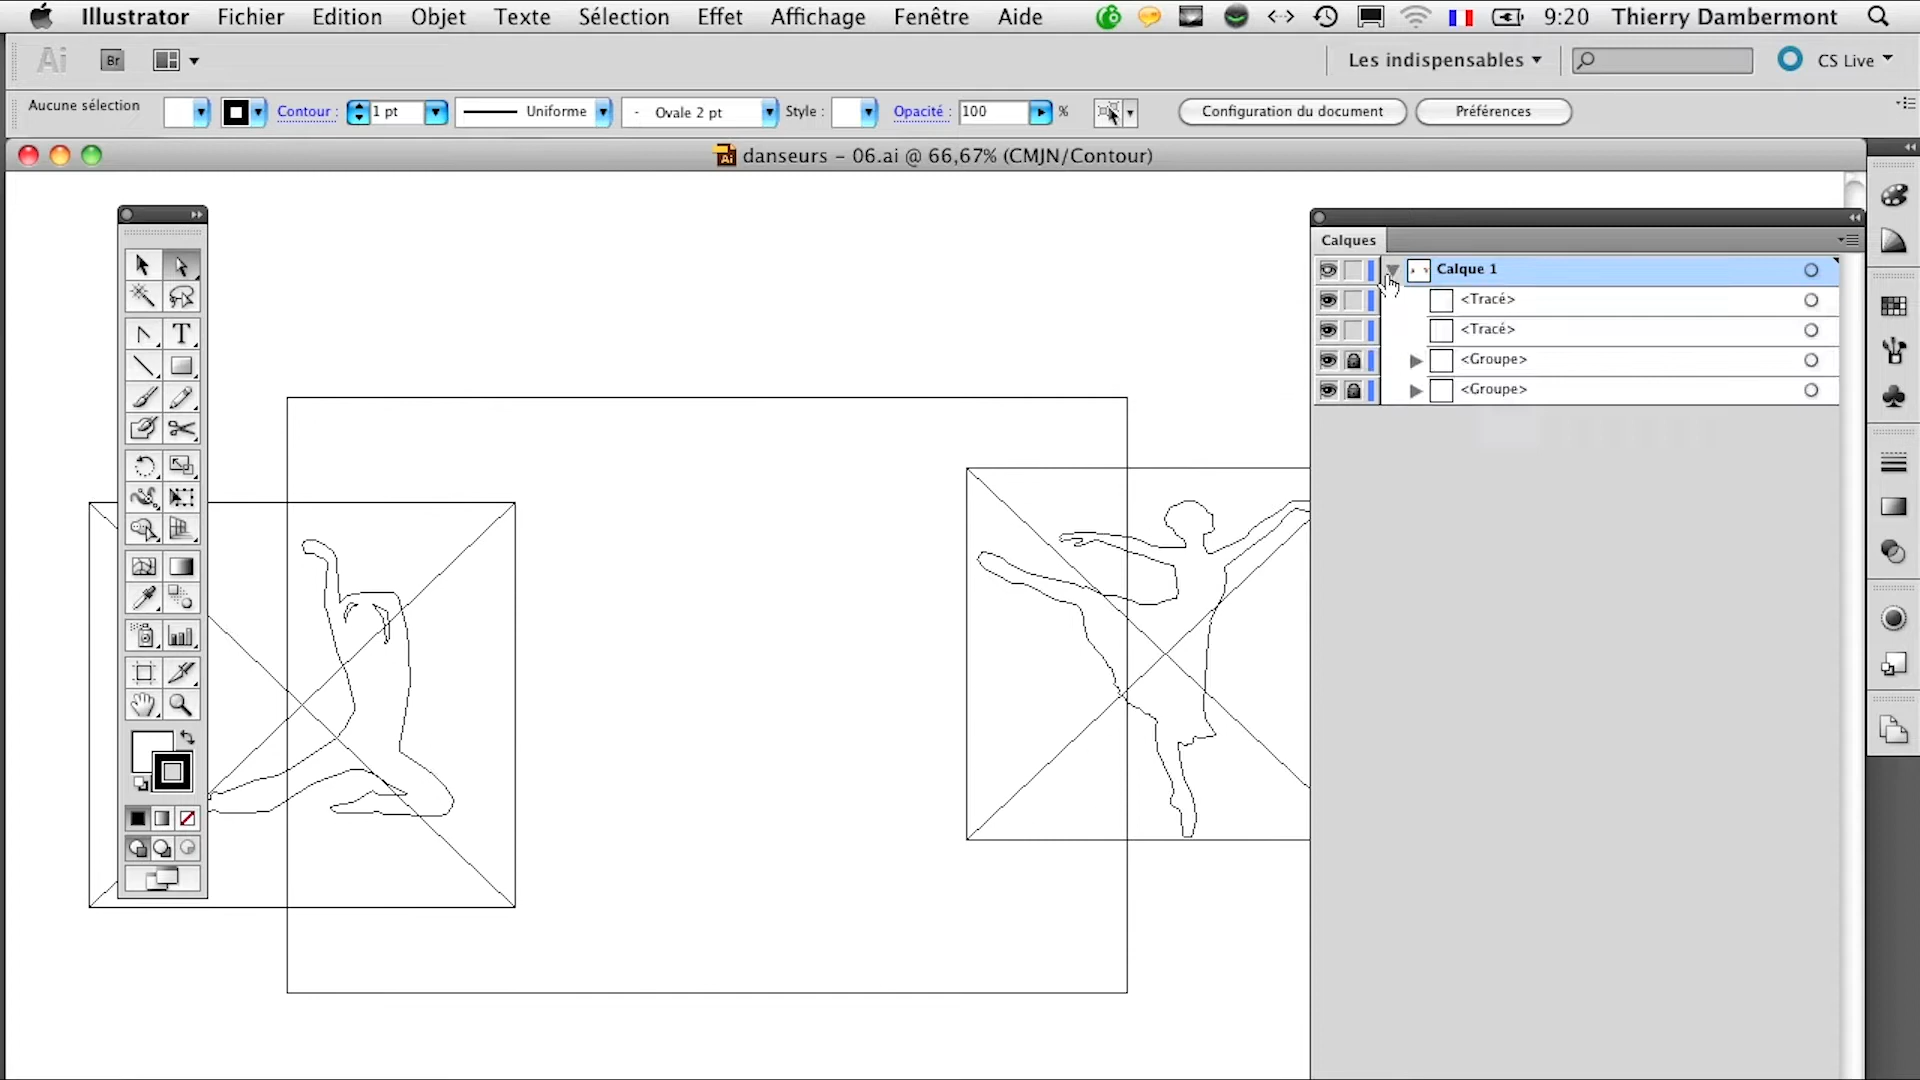 Illustrator Fichier Edition Objet Texte Sélection Effet Affichage Fenêtre Aide 9:20 Thierry Dambermont
Ai Br Les indispensables CS Live
Aucune sélection Contour : 1 pt Uniforme - Ovale 2 pt Style : Opacité : 100 % Configuration du document Préférences
Ai danseurs – 06.ai @ 66,67% (CMJN/Contour)
Calques
Calque 1
<Tracé>
<Tracé>
<Groupe>
<Groupe>
T